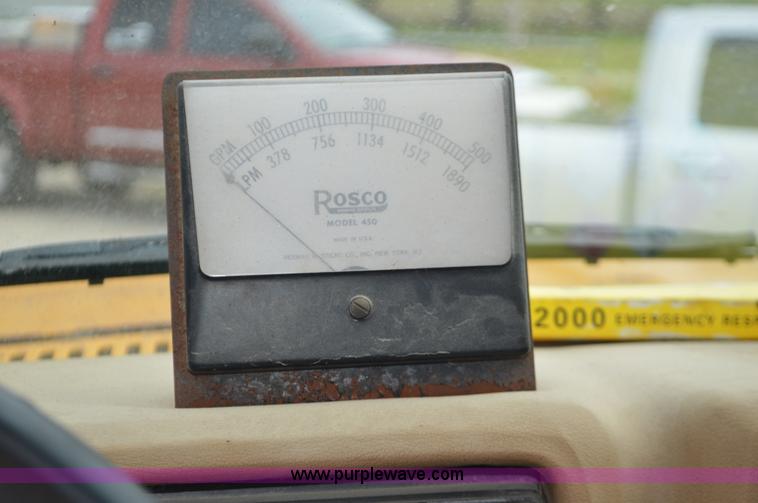 GPM 100 200 300 400 500
LPM 378 756 1134 1512 1890
Rosco
MODEL 450
MADE IN U.S.A.
2000 EMERGENCY RESP
www.purplewave.com